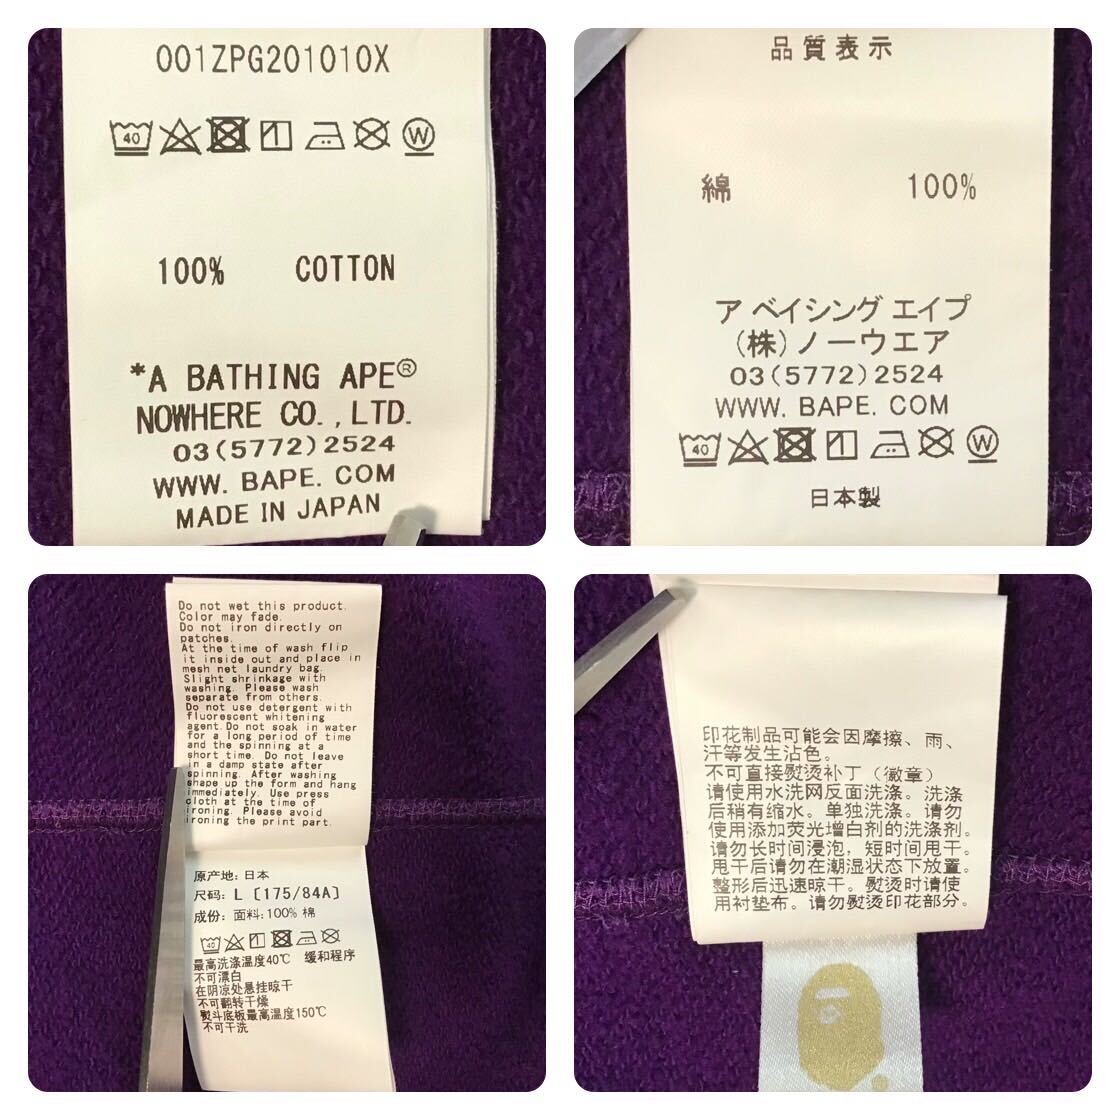 001ZPG201010X
40 W
100% COTTON
*A BATHING APE®
NOWHERE CO.,LTD.
03(5772)2524
WWW. BAPE. COM
MADE IN JAPAN
品質表示
綿 100%
ア ベイシング エイプ
(株)ノーウエア
03(5772)2524
WWW. BAPE. COM
40 W
日本製
Do not wet this product.
Color may fade.
Do not iron directly on
patches.
At the time of wash flip
it inside out and place in
mesh net laundry bag.
Slight shrinkage with
washing. Please wash
separate from others.
Do not use detergent with
fluorescent whitening
agent.Do not soak in water
for a long period of time
and the spinning at a
short time. Do not leave
in a damp state after
spinning. After washing
shape up the form and hang
immediately. Use press
cloth at the time of
ironing. Please avoid
ironing the print part.
原产地: 日本
尺码: L [175/84A]
成份: 面料:100% 棉
40
最高洗涤温度40℃ 缓和程序
不可漂白
在阴凉处悬挂晾干
不可翻转干燥
熨斗底板最高温度150℃
不可干洗
印花制品可能会因摩擦、雨、
汗等发生沾色。
不可直接熨烫补丁（徽章）
请使用水洗网反面洗涤。洗涤
后稍有缩水。单独洗涤。请勿
使用添加荧光增白剂的洗涤剂。
请勿长时间浸泡，短时间甩干。
甩干后请勿在潮湿状态下放置。
整形后迅速晾干。熨烫时请使
用衬垫布。请勿熨烫印花部分。